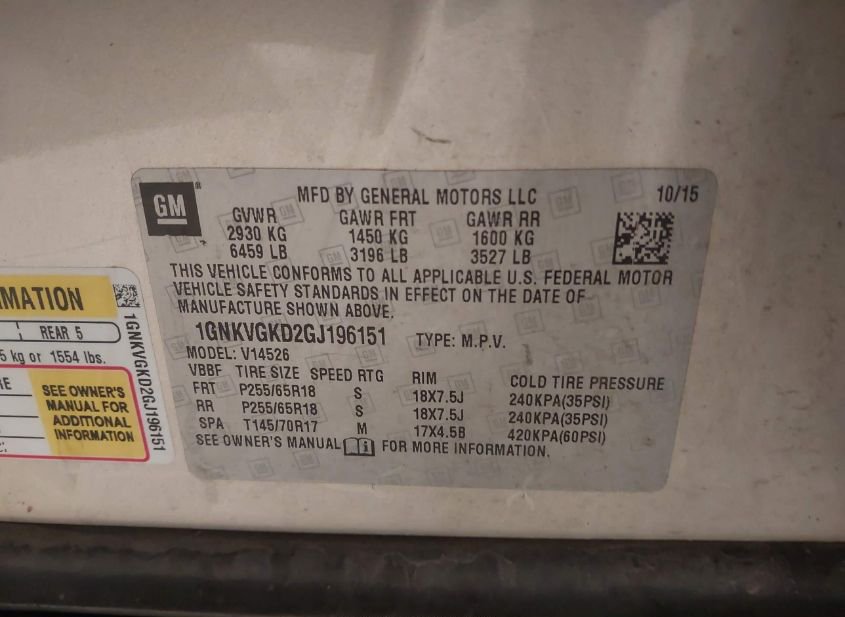 GM
MFD BY GENERAL MOTORS LLC 10/15
GVWR GAWR FRT GAWR RR
2930 KG 1450 KG 1600 KG
6459 LB 3196 LB 3527 LB
THIS VEHICLE CONFORMS TO ALL APPLICABLE U.S. FEDERAL MOTOR
VEHICLE SAFETY STANDARDS IN EFFECT ON THE DATE OF
MANUFACTURE SHOWN ABOVE.
1GNKVGKD2GJ196151 TYPE: M.P.V.
MODEL: V14526
VBBF TIRE SIZE SPEED RTG RIM COLD TIRE PRESSURE
FRT P255/65R18 S 18X7.5J 240KPA(35PSI)
RR P255/65R18 S 18X7.5J 240KPA(35PSI)
SPA T145/70R17 M 17X4.5B 420KPA(60PSI)
SEE OWNER'S MANUAL FOR MORE INFORMATION.
MATION
REAR 5
5 kg or 1554 lbs.
SEE OWNER'S
MANUAL FOR
ADDITIONAL
INFORMATION
1GNKVGKD2GJ196151